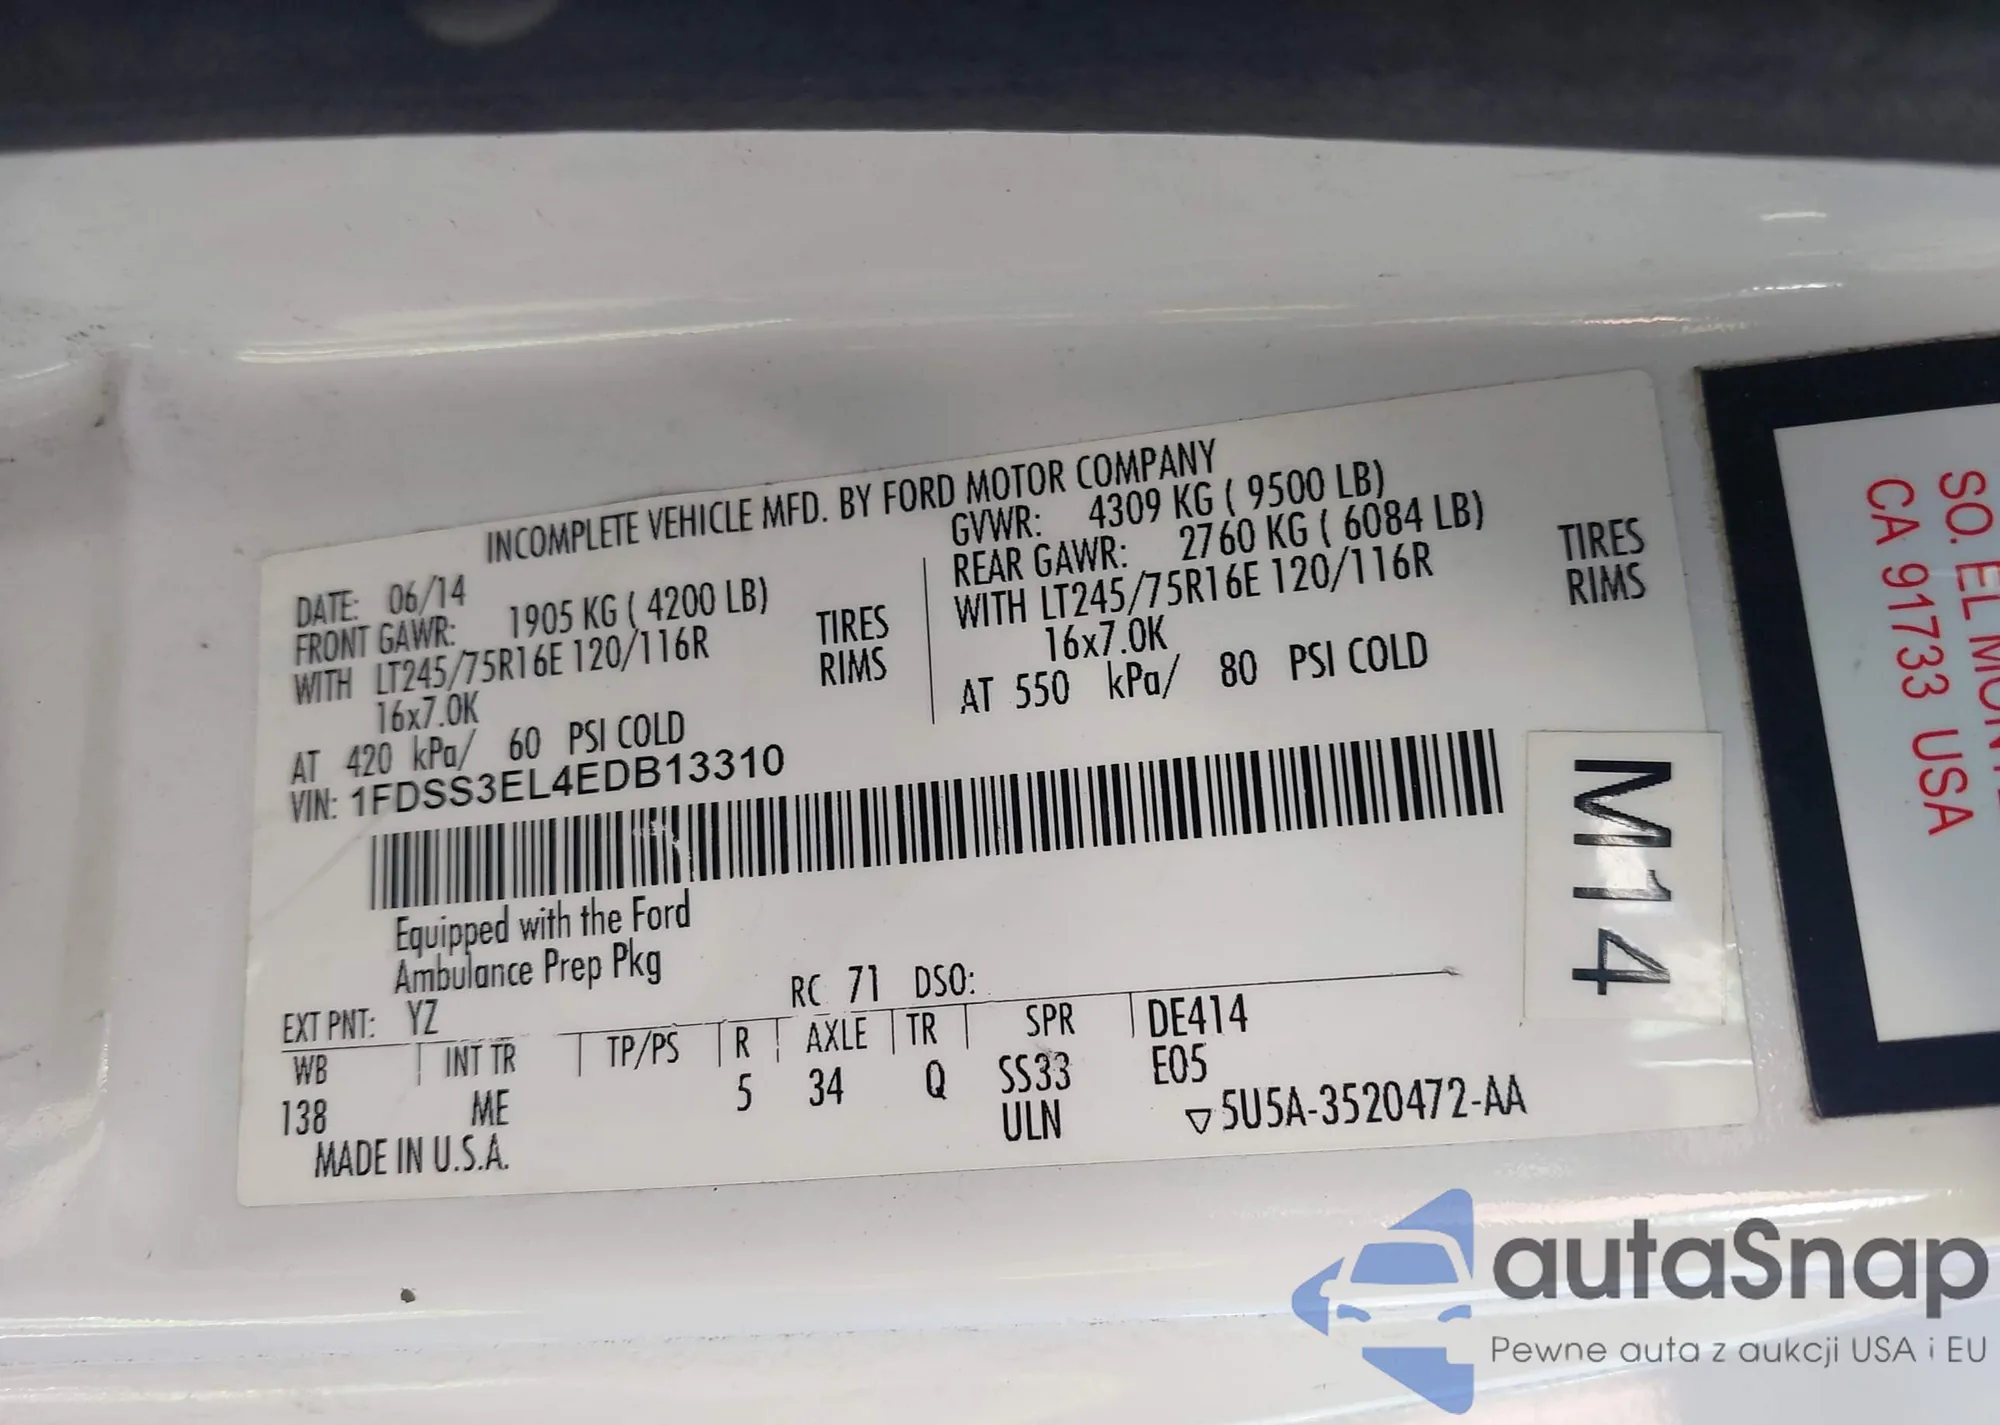 INCOMPLETE VEHICLE MFD. BY FORD MOTOR COMPANY
DATE: 06/14
FRONT GAWR: 1905 KG ( 4200 LB)
WITH LT245/75R16E 120/116R TIRES
16x7.0K RIMS
AT 420 kPa/ 60 PSI COLD
GVWR: 4309 KG ( 9500 LB)
REAR GAWR: 2760 KG ( 6084 LB)
WITH LT245/75R16E 120/116R TIRES
16x7.0K RIMS
AT 550 kPa/ 80 PSI COLD
VIN: 1FDSS3EL4EDB13310
Equipped with the Ford
Ambulance Prep Pkg
EXT PNT: YZ RC 71 DSO:
WB INT TR TP/PS R AXLE TR SPR DE414
138 ME 5 34 Q SS33 E05
ULN ▽5U5A-3520472-AA
MADE IN U.S.A.
M14
SO. EL
CA 91733 USA
autaSnap
Pewne auta z aukcji USA i EU